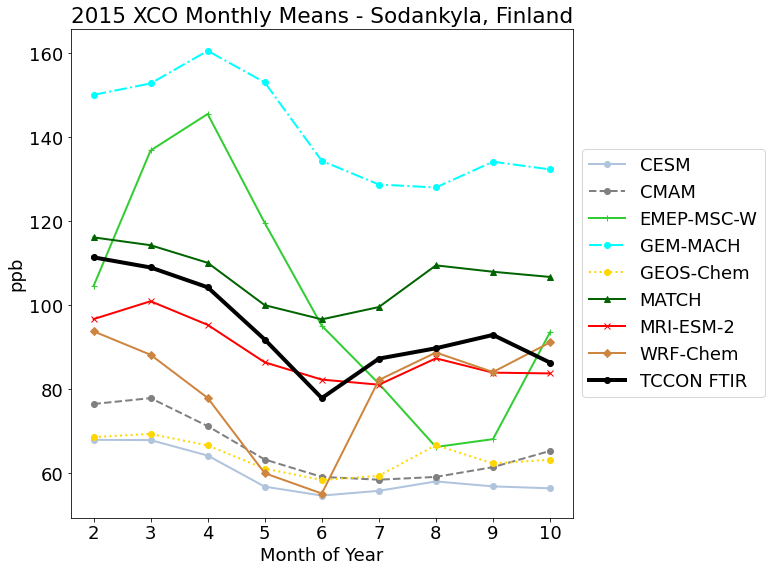 2015 XCO Monthly Means - Sodankyla, Finland
160
140
120
100
80
60
ppb
2 3 4 5 6 7 8 9 10
Month of Year
CESM
CMAM
EMEP-MSC-W
GEM-MACH
GEOS-Chem
MATCH
MRI-ESM-2
WRF-Chem
TCCON FTIR